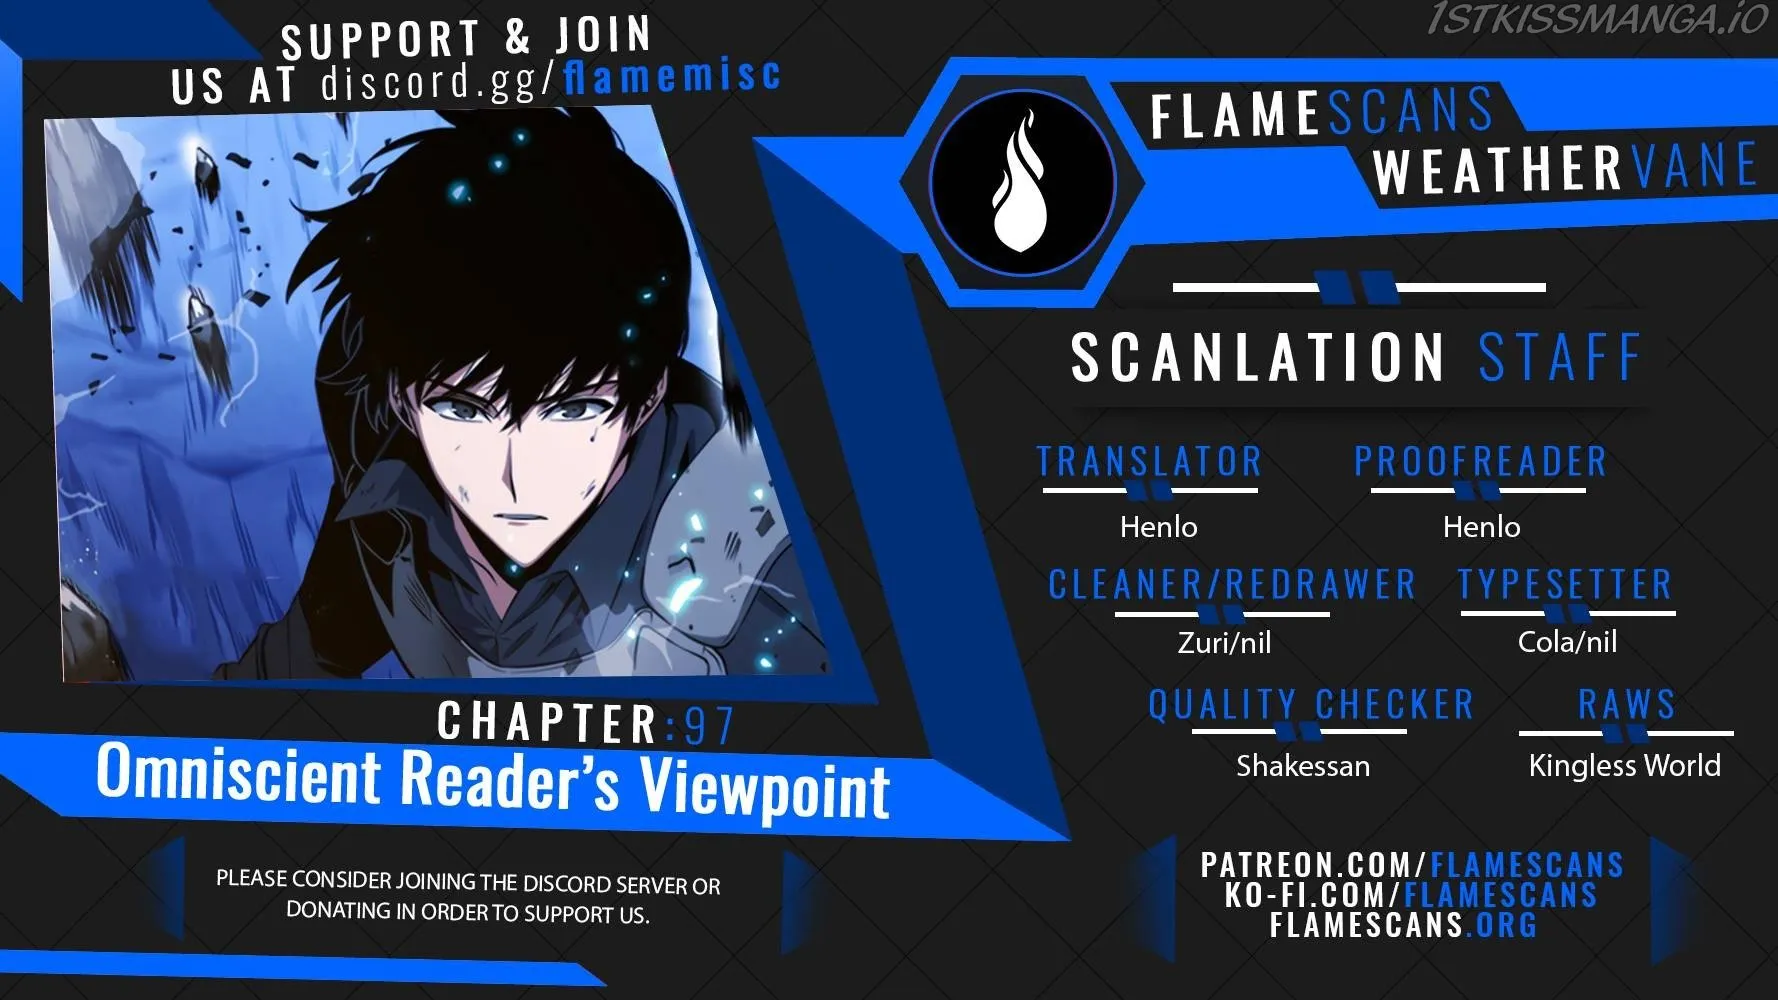 1STKISSMANGA.IO
SUPPORT & JOIN
US AT discord.gg/flamemisc
FLAMESCANS
WEATHERVANE
SCANLATION STAFF
TRANSLATOR
Henlo
PROOFREADER
Henlo
CLEANER/REDRAWER
Zuri/nil
TYPESETTER
Cola/nil
QUALITY CHECKER
Shakessan
RAWS
Kingless World
CHAPTER:97
Omniscient Reader's Viewpoint
PLEASE CONSIDER JOINING THE DISCORD SERVER OR
DONATING IN ORDER TO SUPPORT US.
PATREON.COM/FLAMESCANS
KO-FI.COM/FLAMESCANS
FLAMESCANS.ORG